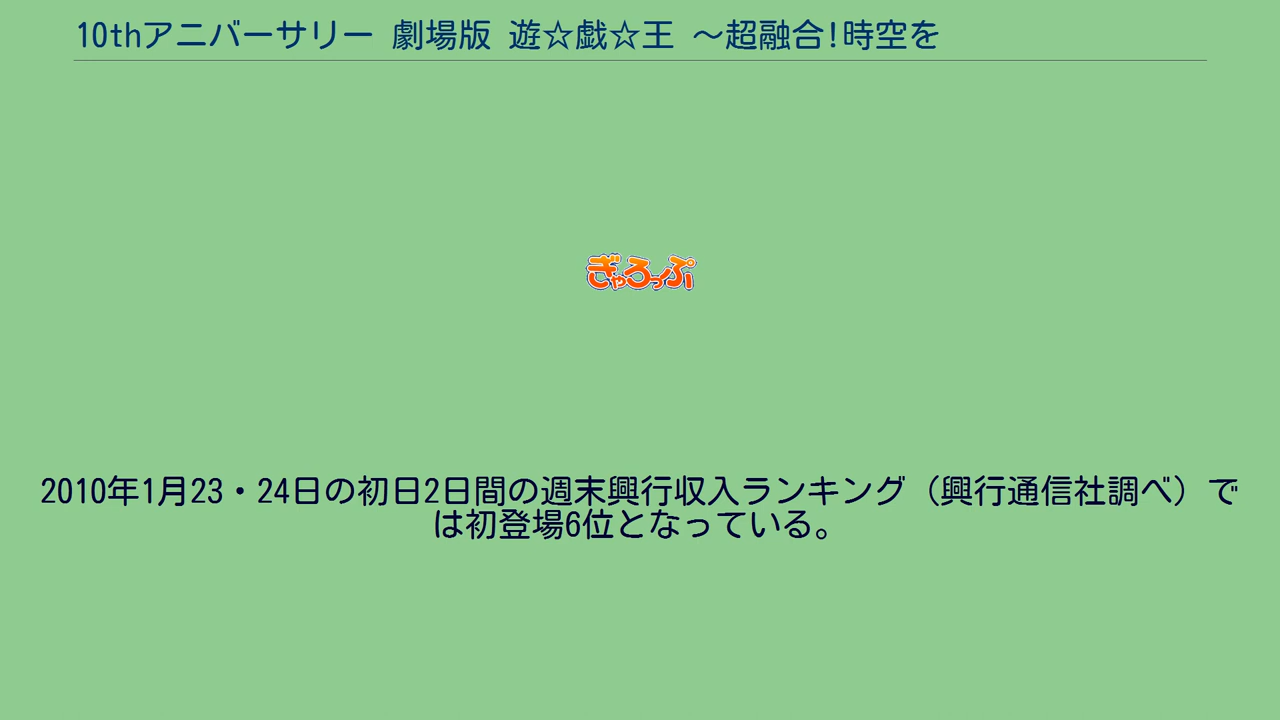 10thアニバーサリー 劇場版 遊☆戯☆王 ～超融合!時空を
ぎゃろっぷ
2010年1月23・24日の初日2日間の週末興行収入ランキング（興行通信社調べ）で
は初登場6位となっている。